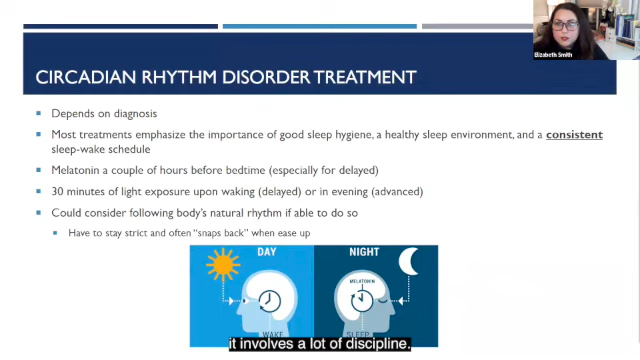 Elizabeth Smith
CIRCADIAN RHYTHM DISORDER TREATMENT
Depends on diagnosis
Most treatments emphasize the importance of good sleep hygiene, a healthy sleep environment, and a consistent
sleep-wake schedule
Melatonin a couple of hours before bedtime (especially for delayed)
30 minutes of light exposure upon waking (delayed) or in evening (advanced)
Could consider following body's natural rhythm if able to do so
Have to stay strict and often "snaps back" when ease up
DAY
NIGHT
MELATONIN
WAKE
SLEEP
it involves a lot of discipline.